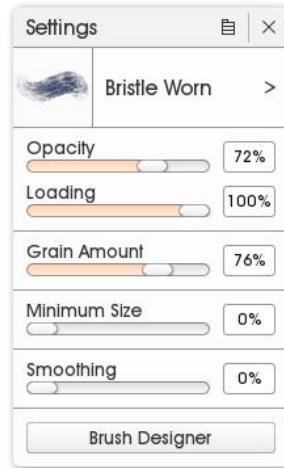 Settings
Bristle Worn >
Opacity
72%
Loading
100%
Grain Amount
76%
Minimum Size
0%
Smoothing
0%
Brush Designer